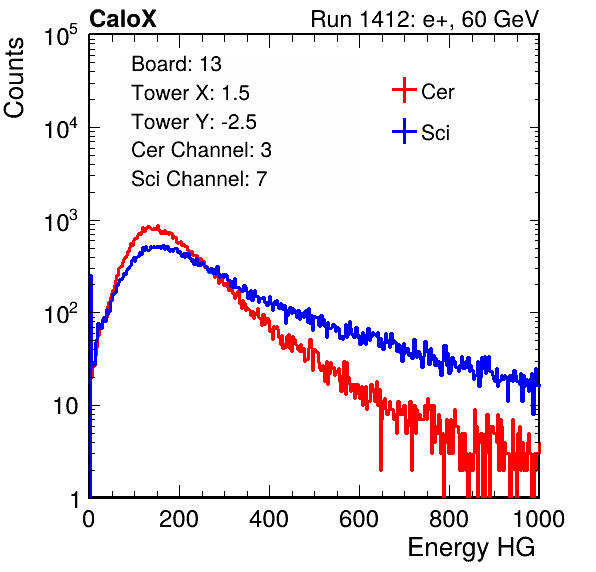 CaloX Run 1412: e+, 60 GeV
Counts
Board: 13
Tower X: 1.5
Tower Y: -2.5
Cer Channel: 3
Sci Channel: 7
Cer
Sci
10^5
10^4
10^3
10^2
10
1
0 200 400 600 800 1000
Energy HG